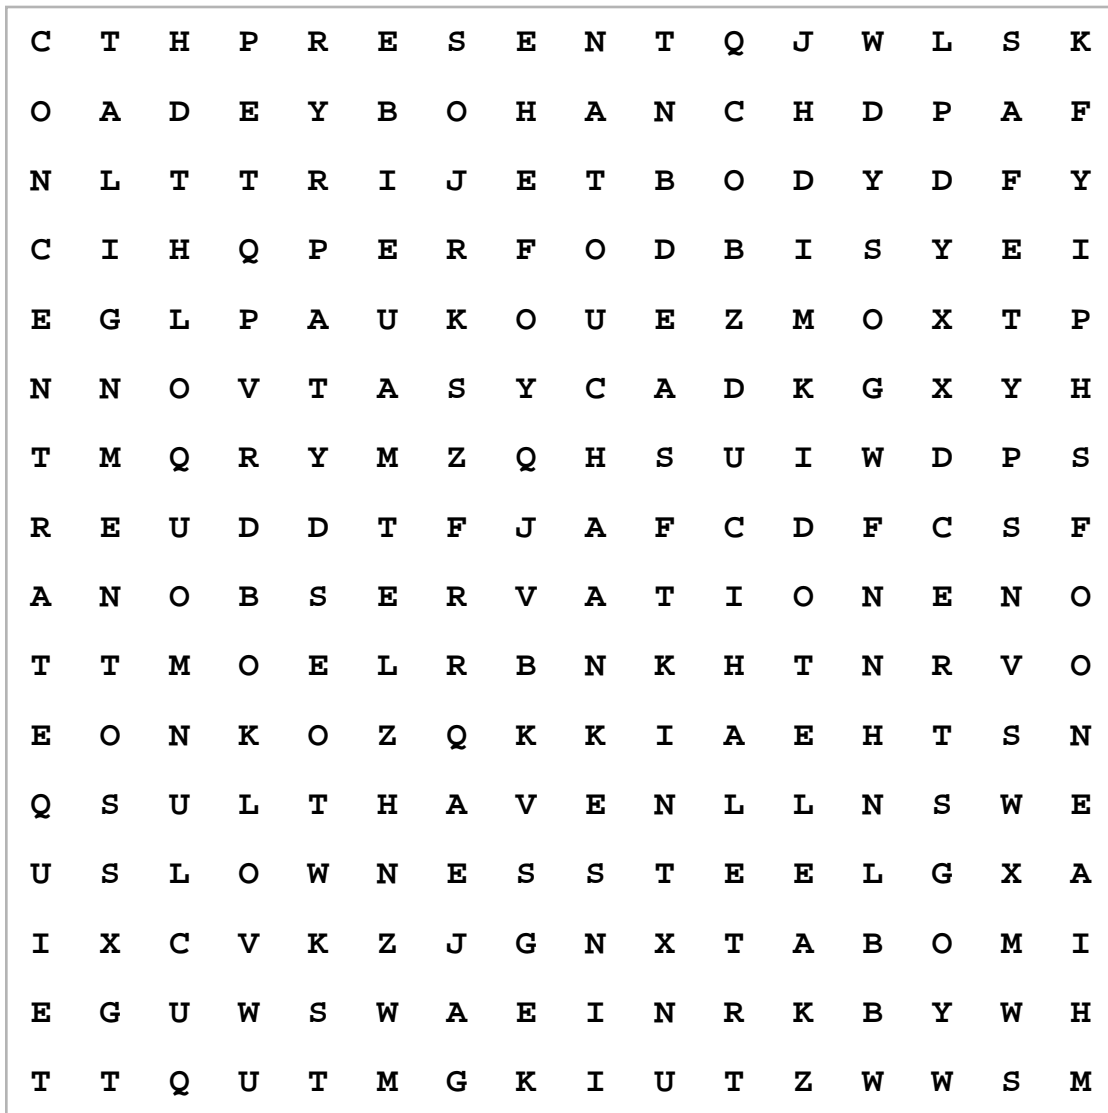 C T H P R E S E N T Q J W L S K
O A D E Y B O H A N C H D P A F
N L T T R I J E T B O D Y D F Y
C I H Q P E R F O D B I S Y E I
E G L P A U K O U E Z M O X T P
N N O V T A S Y C A D K G X Y H
T M Q R Y M Z Q H S U I W D P S
R E U D D T F J A F C D F C S F
A N O B S E R V A T I O N E N O
T T M O E L R B N K H T N R V O
E O N K O Z Q K K I A E H T S N
Q S U L T H A V E N L L N S W E
U S L O W N E S S T E E L G X A
I X C V K Z J G N X T A B O M I
E G U W S W A E I N R K B Y W H
T T Q U T M G K I U T Z W W S M